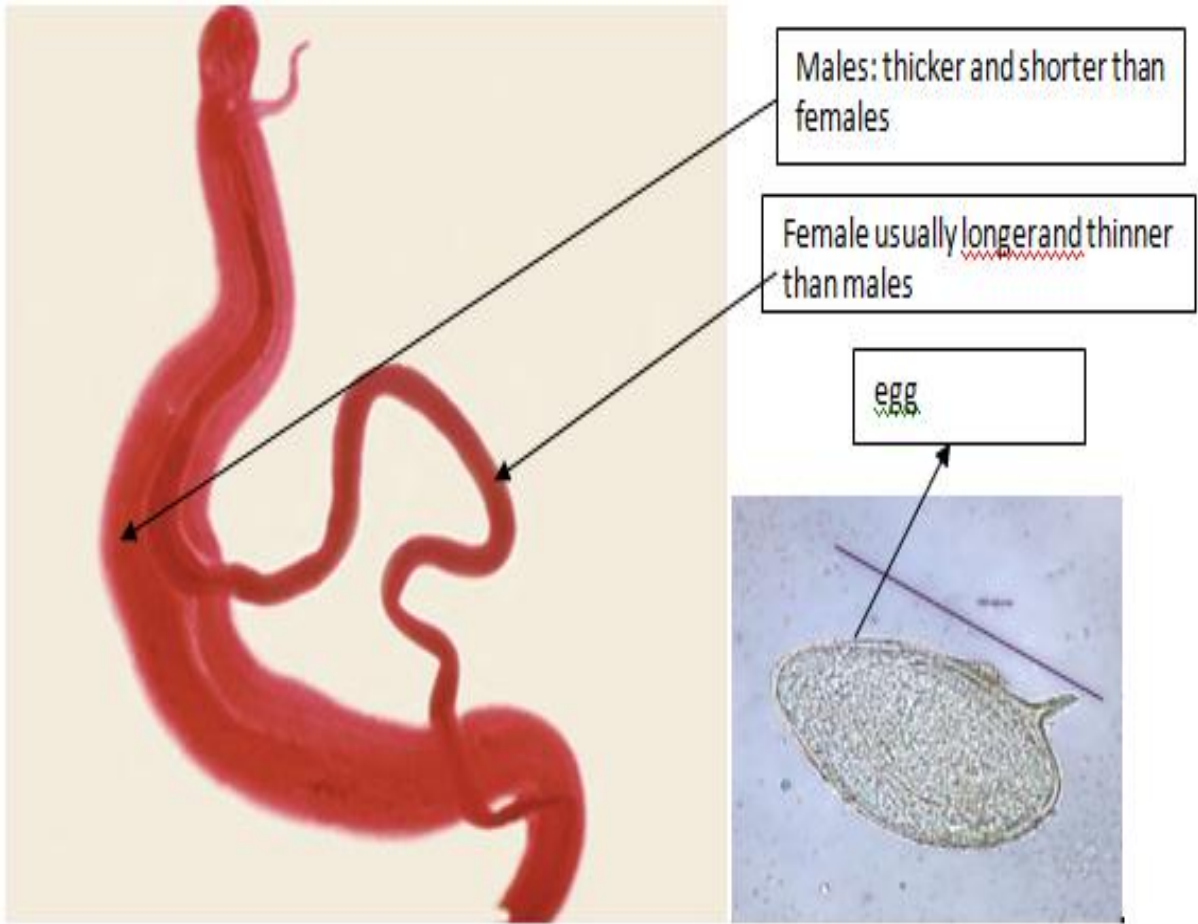 Males: thicker and shorter than
females
Female usually longerand thinner
than males
egg